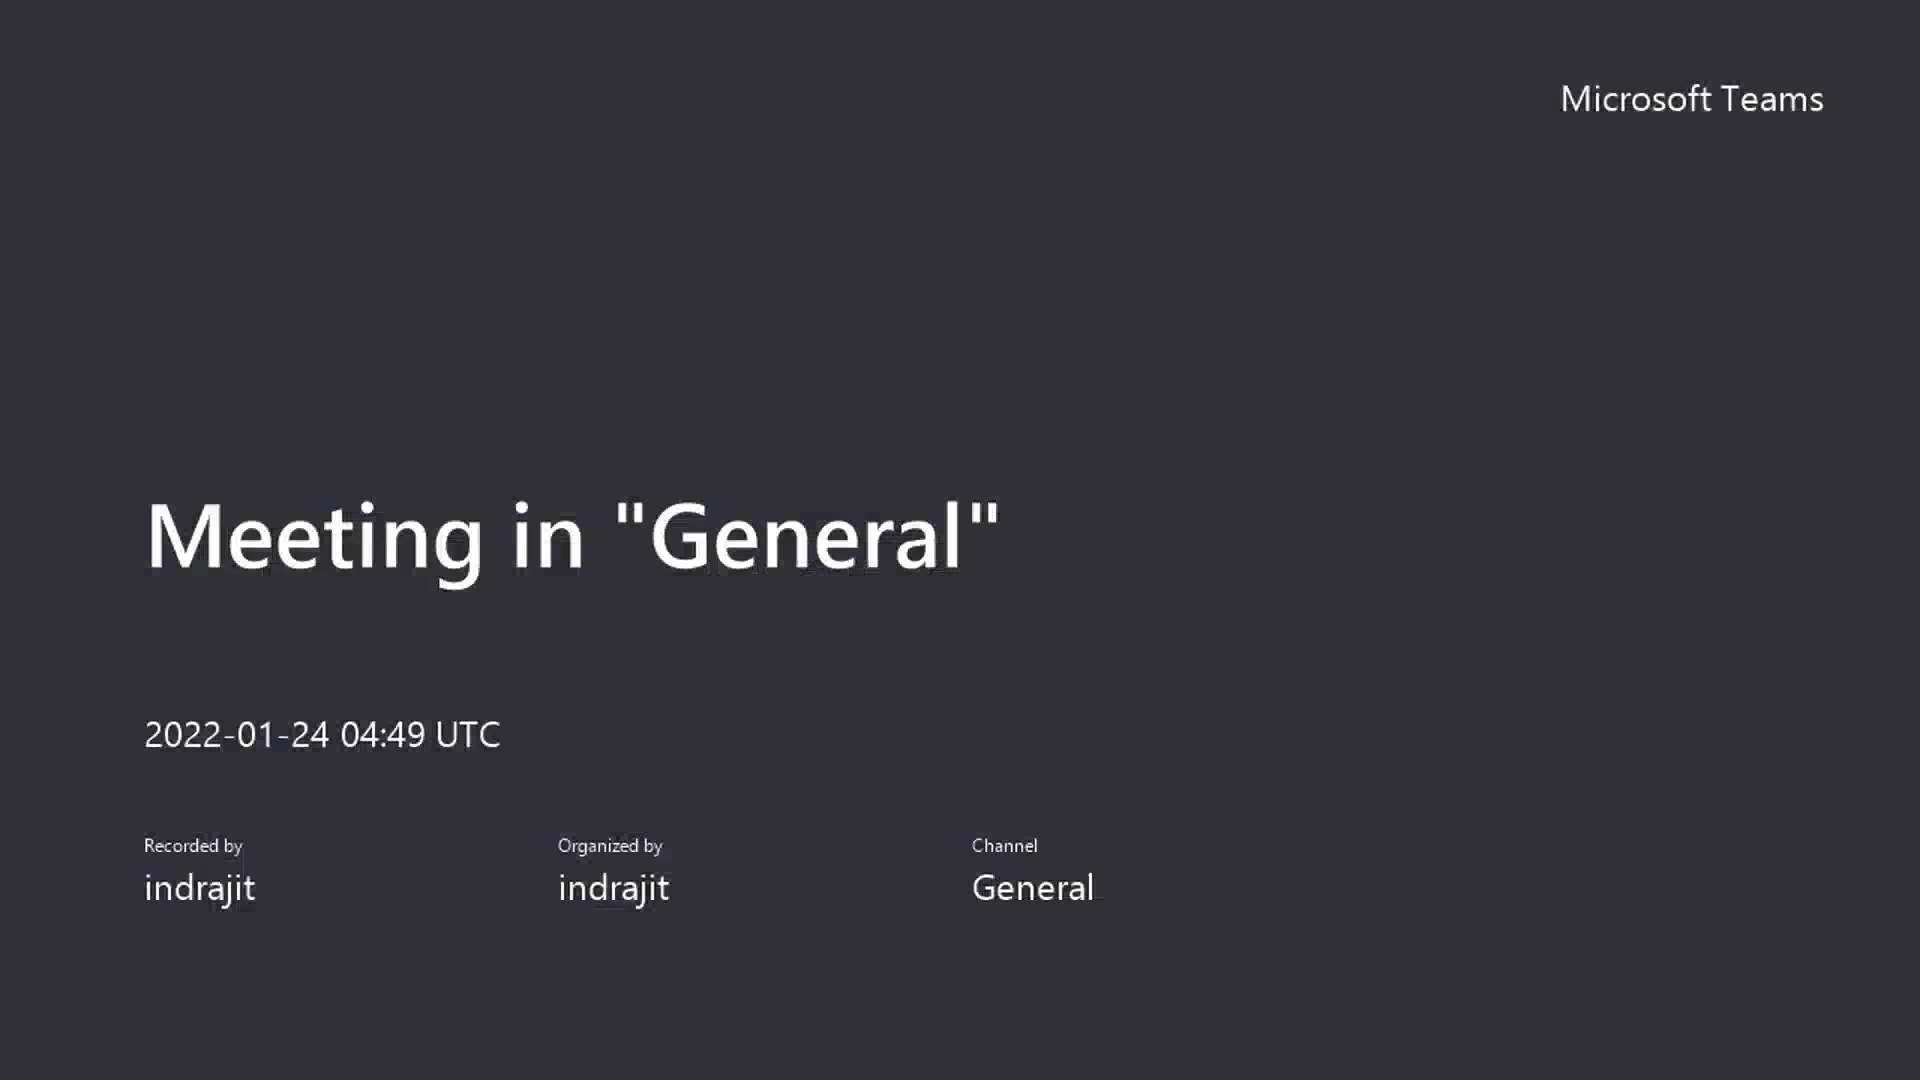 Microsoft Teams
Meeting in "General"
2022-01-24 04:49 UTC
Recorded by
indrajit
Organized by
indrajit
Channel
General